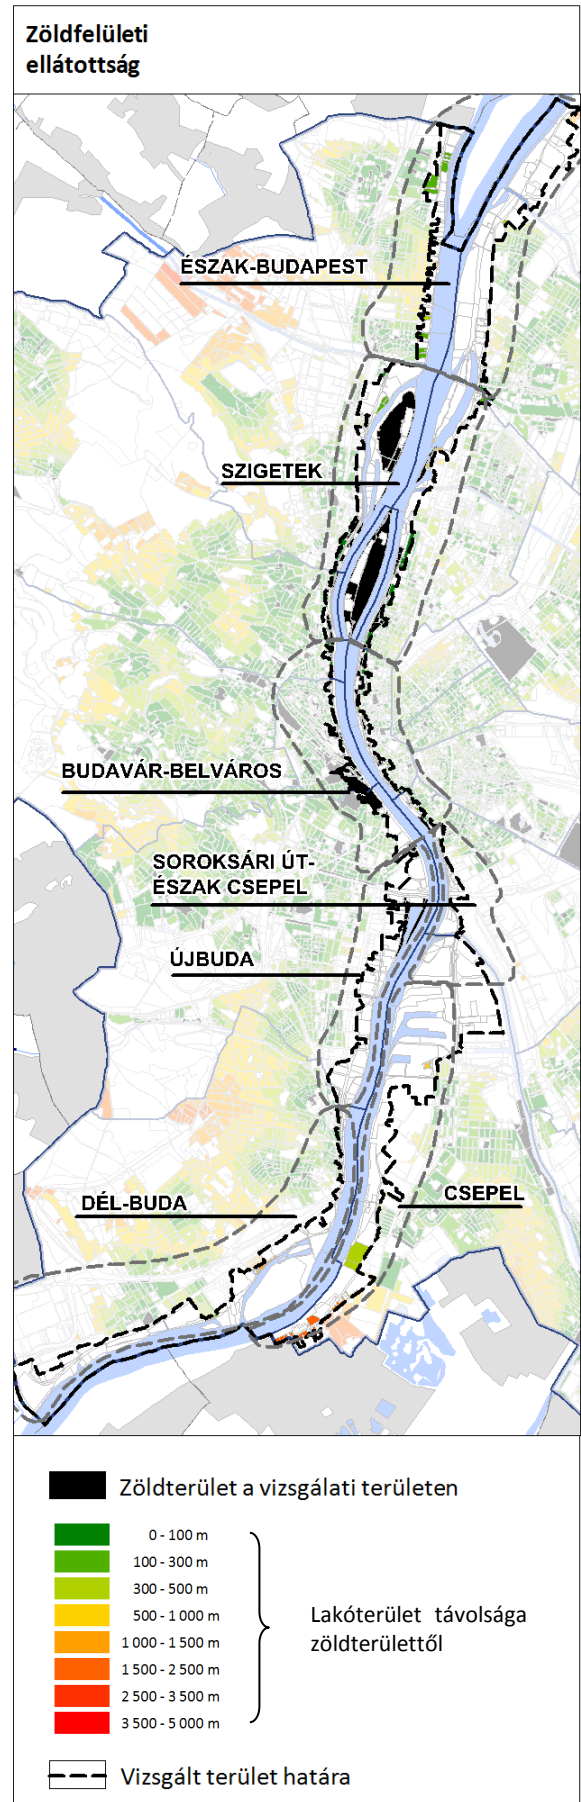 Zöldfelületi
ellátottság
ÉSZAK-BUDAPEST
SZIGETEK
BUDAVÁR-BELVÁROS
SOROKSÁRI ÚT-
ÉSZAK CSEPEL
ÚJBUDA
DÉL-BUDA
CSEPEL
Zöldterület a vizsgálati területen
0 - 100 m
100 - 300 m
300 - 500 m
500 - 1 000 m
1 000 - 1 500 m
1 500 - 2 500 m
2 500 - 3 500 m
3 500 - 5 000 m
Lakóterület távolsága
zöldterülettől
Vizsgált terület határa